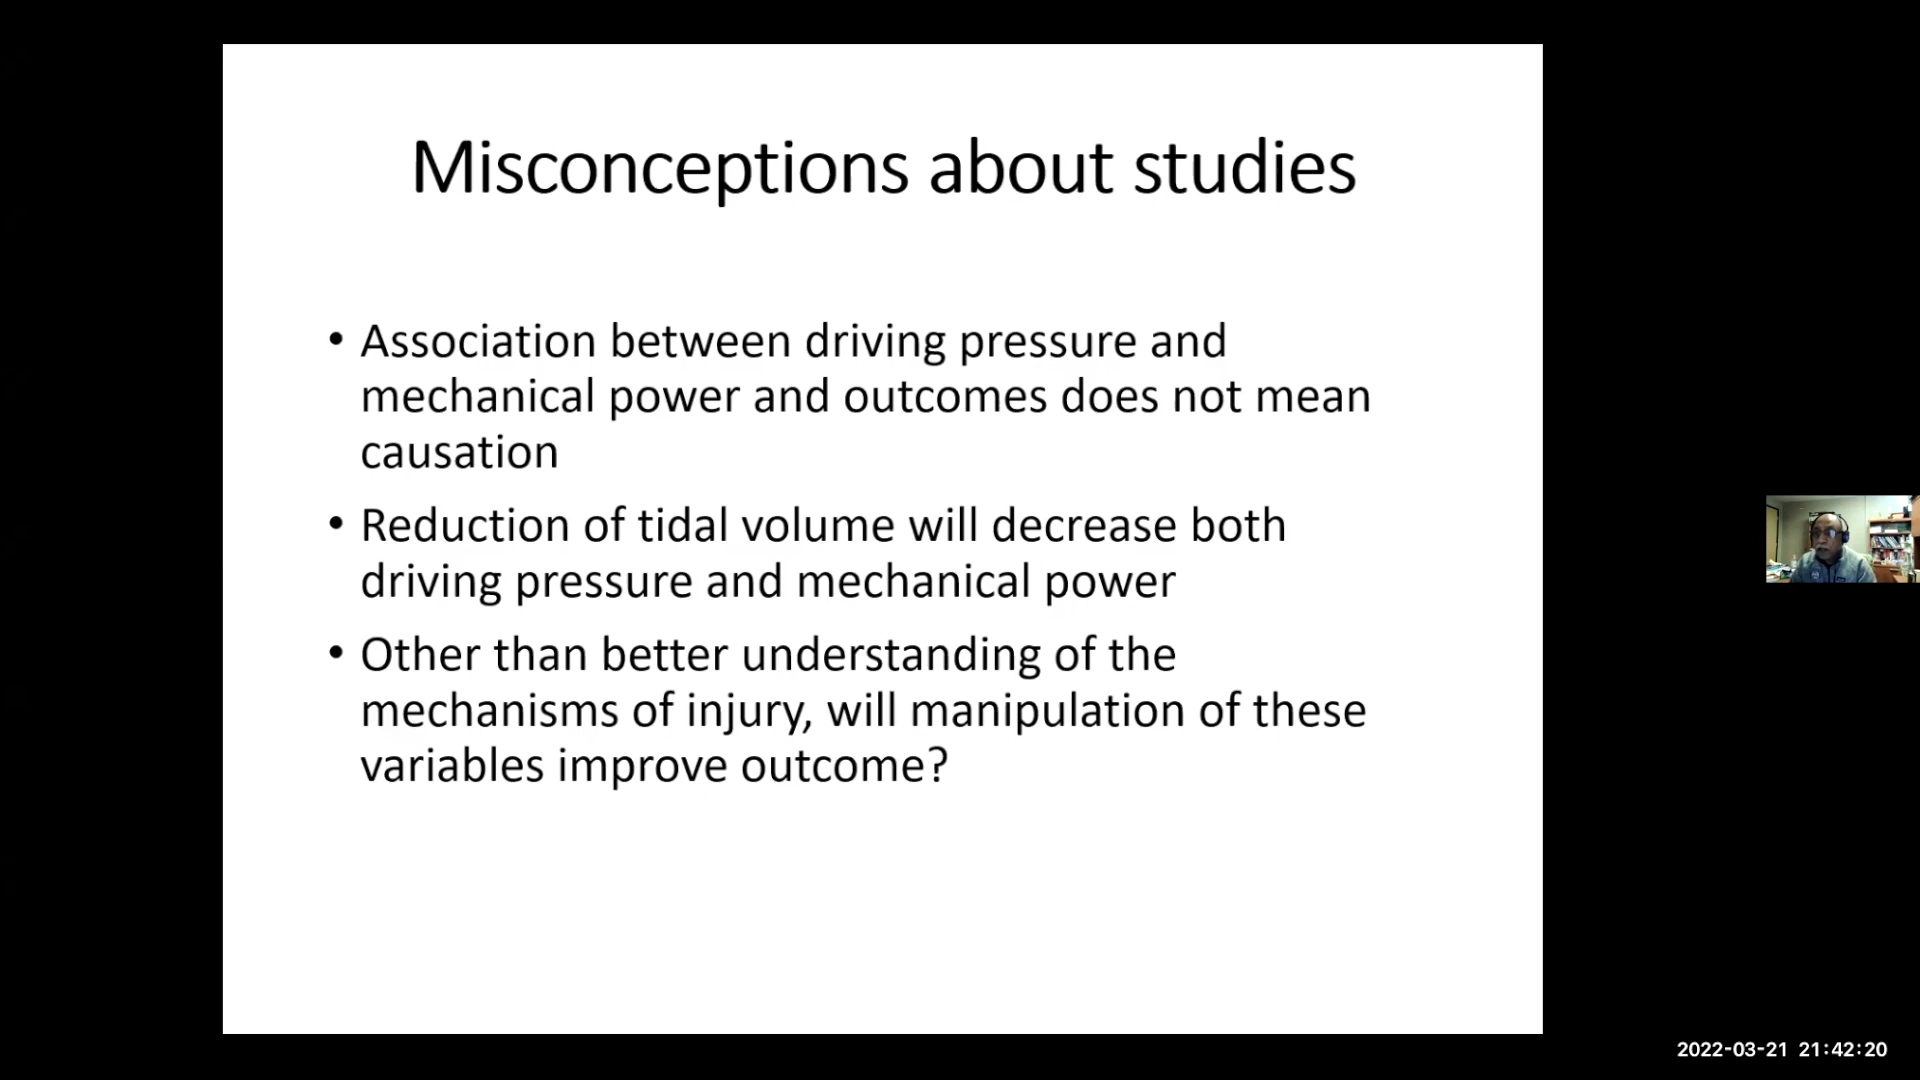 Misconceptions about studies
• Association between driving pressure and
mechanical power and outcomes does not mean
causation
• Reduction of tidal volume will decrease both
driving pressure and mechanical power
• Other than better understanding of the
mechanisms of injury, will manipulation of these
variables improve outcome?
2022-03-21 21:42:20